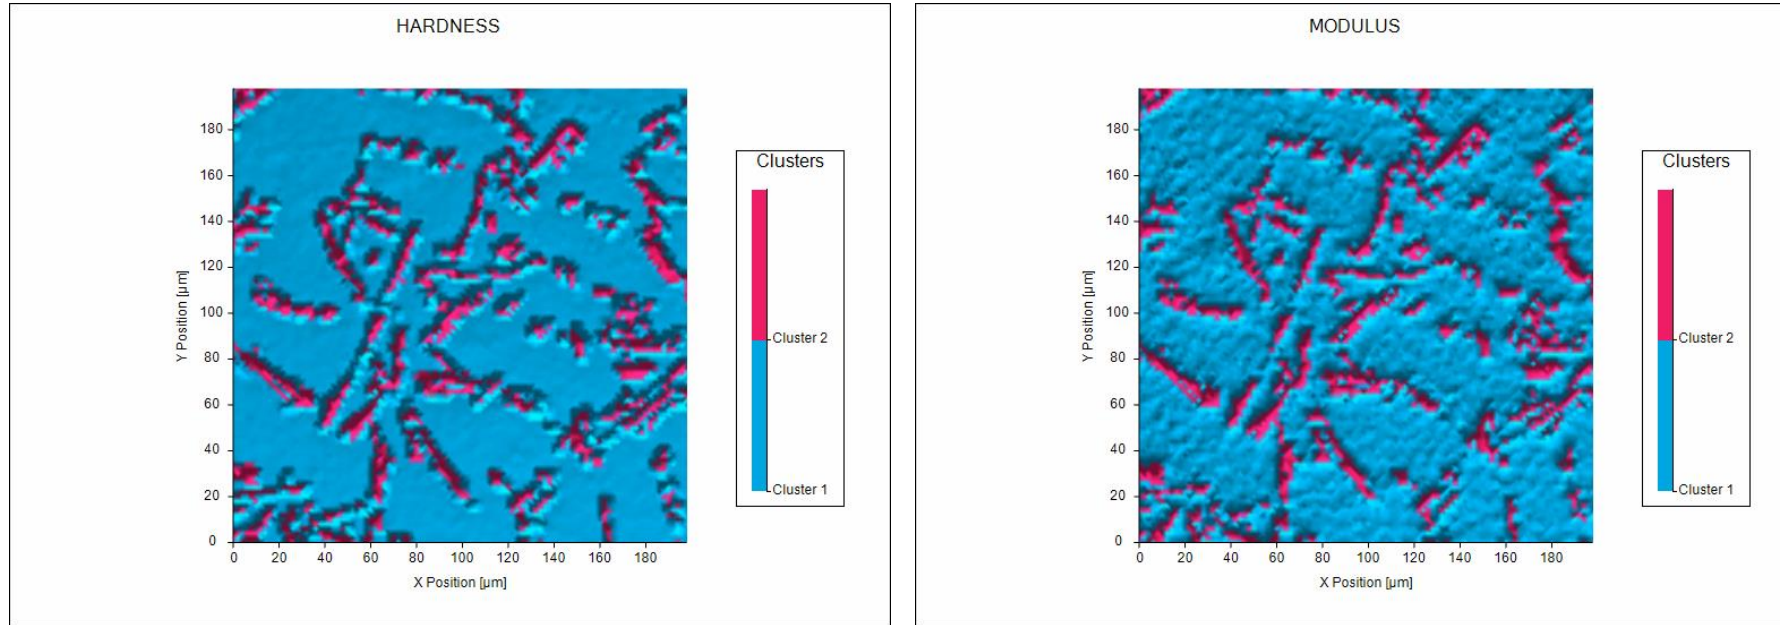 HARDNESS
180
160
140
120
100
80
60
40
20
0
Y Position [µm]
0 20 40 60 80 100 120 140 160 180
X Position [µm]
Clusters
Cluster 2
Cluster 1
MODULUS
180
160
140
120
100
80
60
40
20
0
Y Position [µm]
0 20 40 60 80 100 120 140 160 180
X Position [µm]
Clusters
Cluster 2
Cluster 1